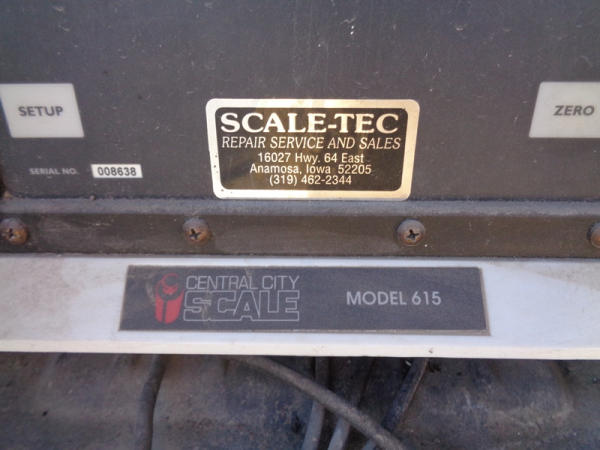 SETUP
SCALE-TEC
ZERO
REPAIR SERVICE AND SALES
16027 Hwy. 64 East
Anamosa, Iowa 52205
(319) 462-2344
SERIAL NO. 008638
CENTRAL CITY
SCALE
MODEL 615